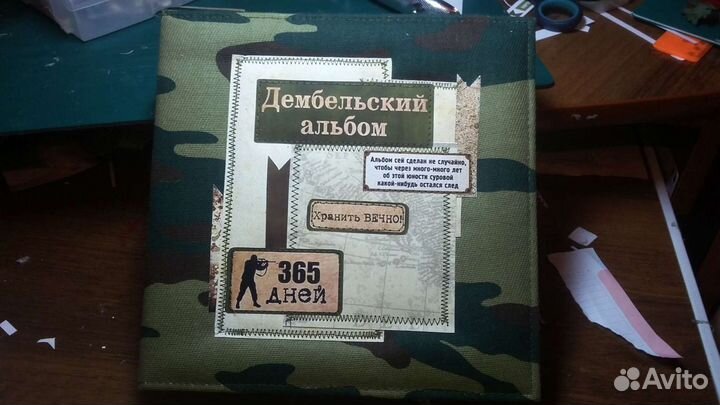 Дембельский
альбом
Альбом сей сделан не случайно,
чтобы через много-много лет
об этой юности суровой
какой-нибудь остался след
Хранить ВЕЧНО!
365
дней
Avito